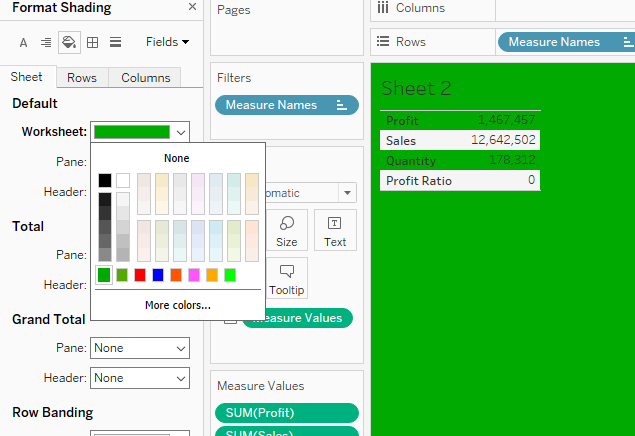 Format Shading
Fields
Sheet
Rows
Columns
Default
Worksheet:
Pane:
Header:
None
More colors...
Total
Pane:
Header:
Grand Total
Pane: None
Header: None
Row Banding
Pages
Filters
Measure Names
Size
Text
Tooltip
Measure Values
Measure Values
SUM(Profit)
SUM(Sales)
Columns
Rows
Measure Names
Sheet 2
Profit 1,467,457
Sales 12,642,502
Quantity 178,312
Profit Ratio 0